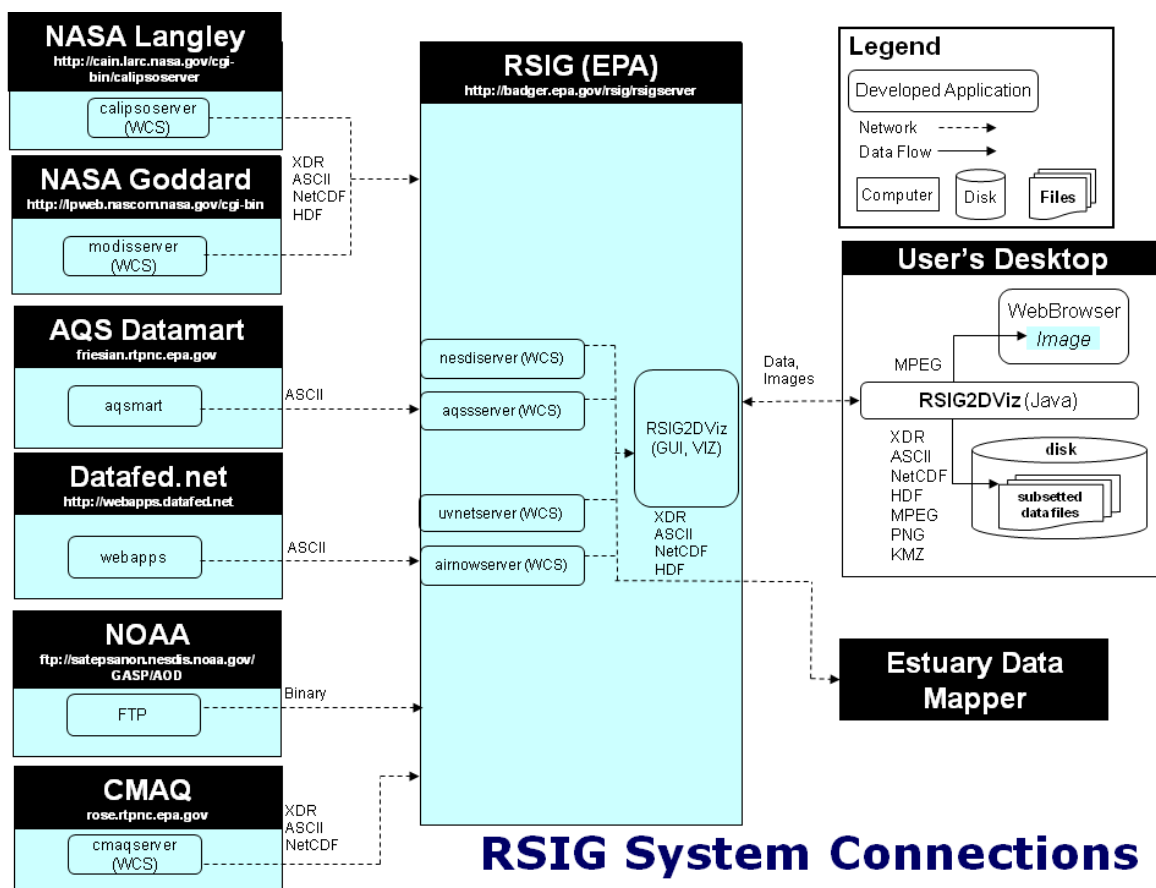 NASA Langley
http://cain.larc.nasa.gov/cgi-
bin/calipsoserver
calipsoserver
(WCS)
NASA Goddard
http://lpweb.nascom.nasa.gov/cgi-bin
modisserver
(WCS)
XDR
ASCII
NetCDF
HDF
AQS Datamart
friesian.rtpnc.epa.gov
aqsmart
ASCII
Datafed.net
http://webapps.datafed.net
webapps
ASCII
NOAA
ftp://satepsanon.nesdis.noaa.gov/
GASP/AOD
FTP
Binary
CMAQ
rose.rtpnc.epa.gov
cmaqserver
(WCS)
XDR
ASCII
NetCDF
RSIG (EPA)
http://badger.epa.gov/rsig/rsigserver
nesdiserver (WCS)
aqssserver (WCS)
uvnetserver (WCS)
airnowserver (WCS)
RSIG2DViz
(GUI, VIZ)
XDR
ASCII
NetCDF
HDF
Data,
Images
Legend
Developed Application
Network
Data Flow
Computer
Disk
Files
User's Desktop
WebBrowser
Image
MPEG
RSIG2DViz (Java)
XDR
ASCII
NetCDF
HDF
MPEG
PNG
KMZ
disk
subsetted
data files
Estuary Data
Mapper
RSIG System Connections